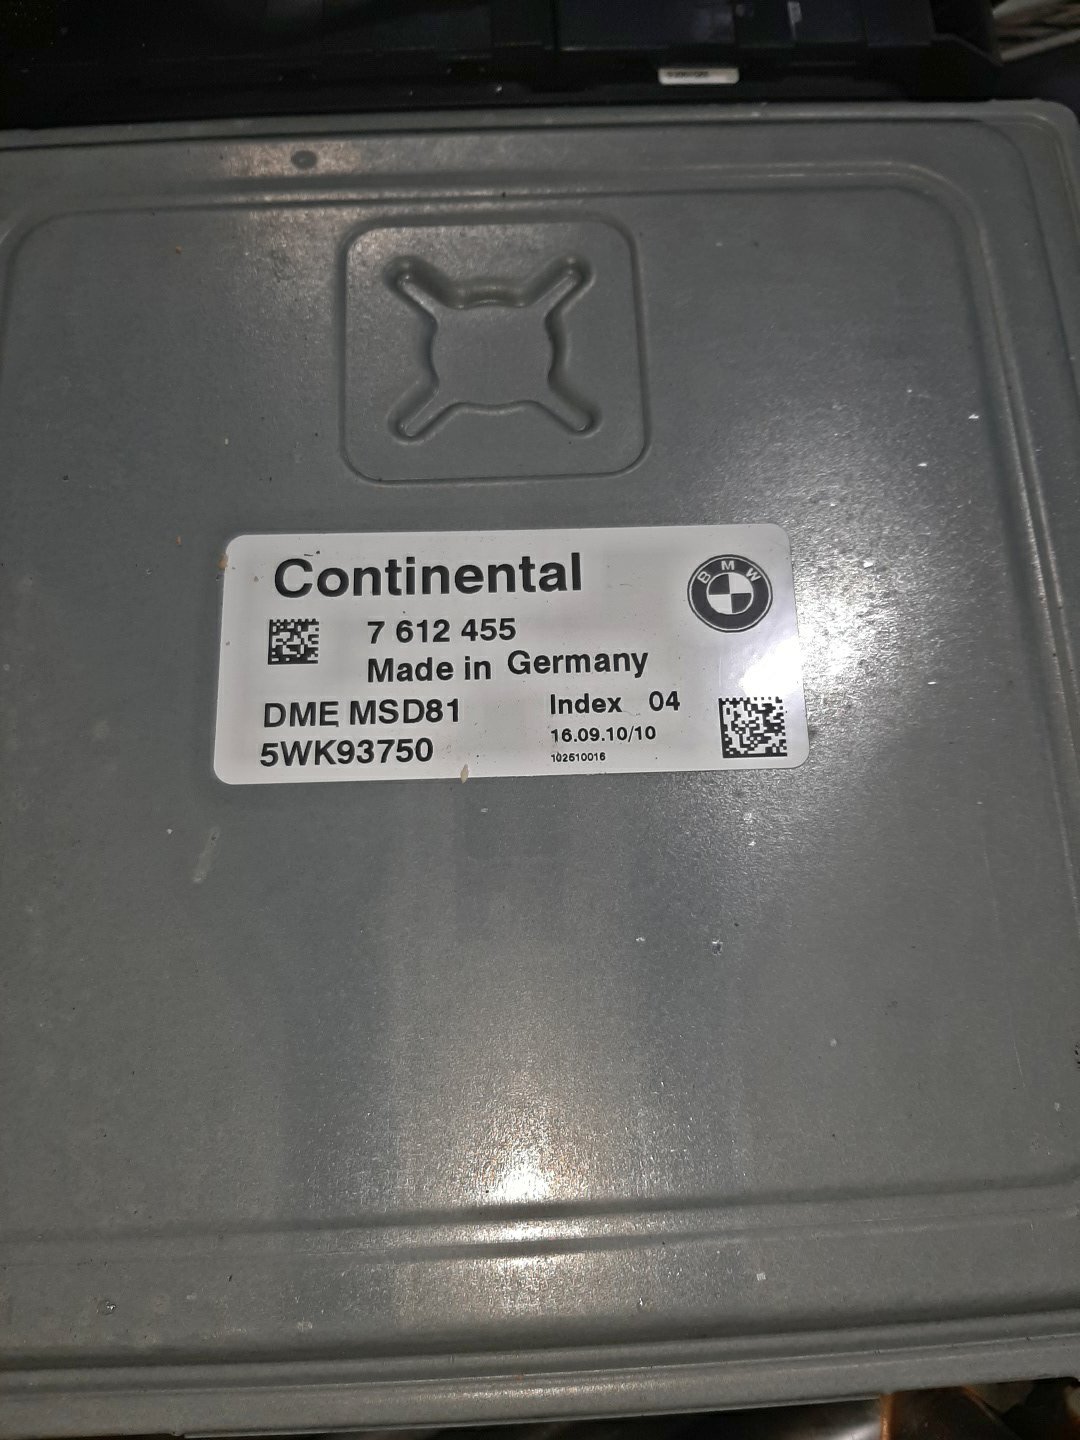 Continental
BMW
7 612 455
Made in Germany
DME MSD81
Index 04
5WK93750
16.09.10/10
102510016